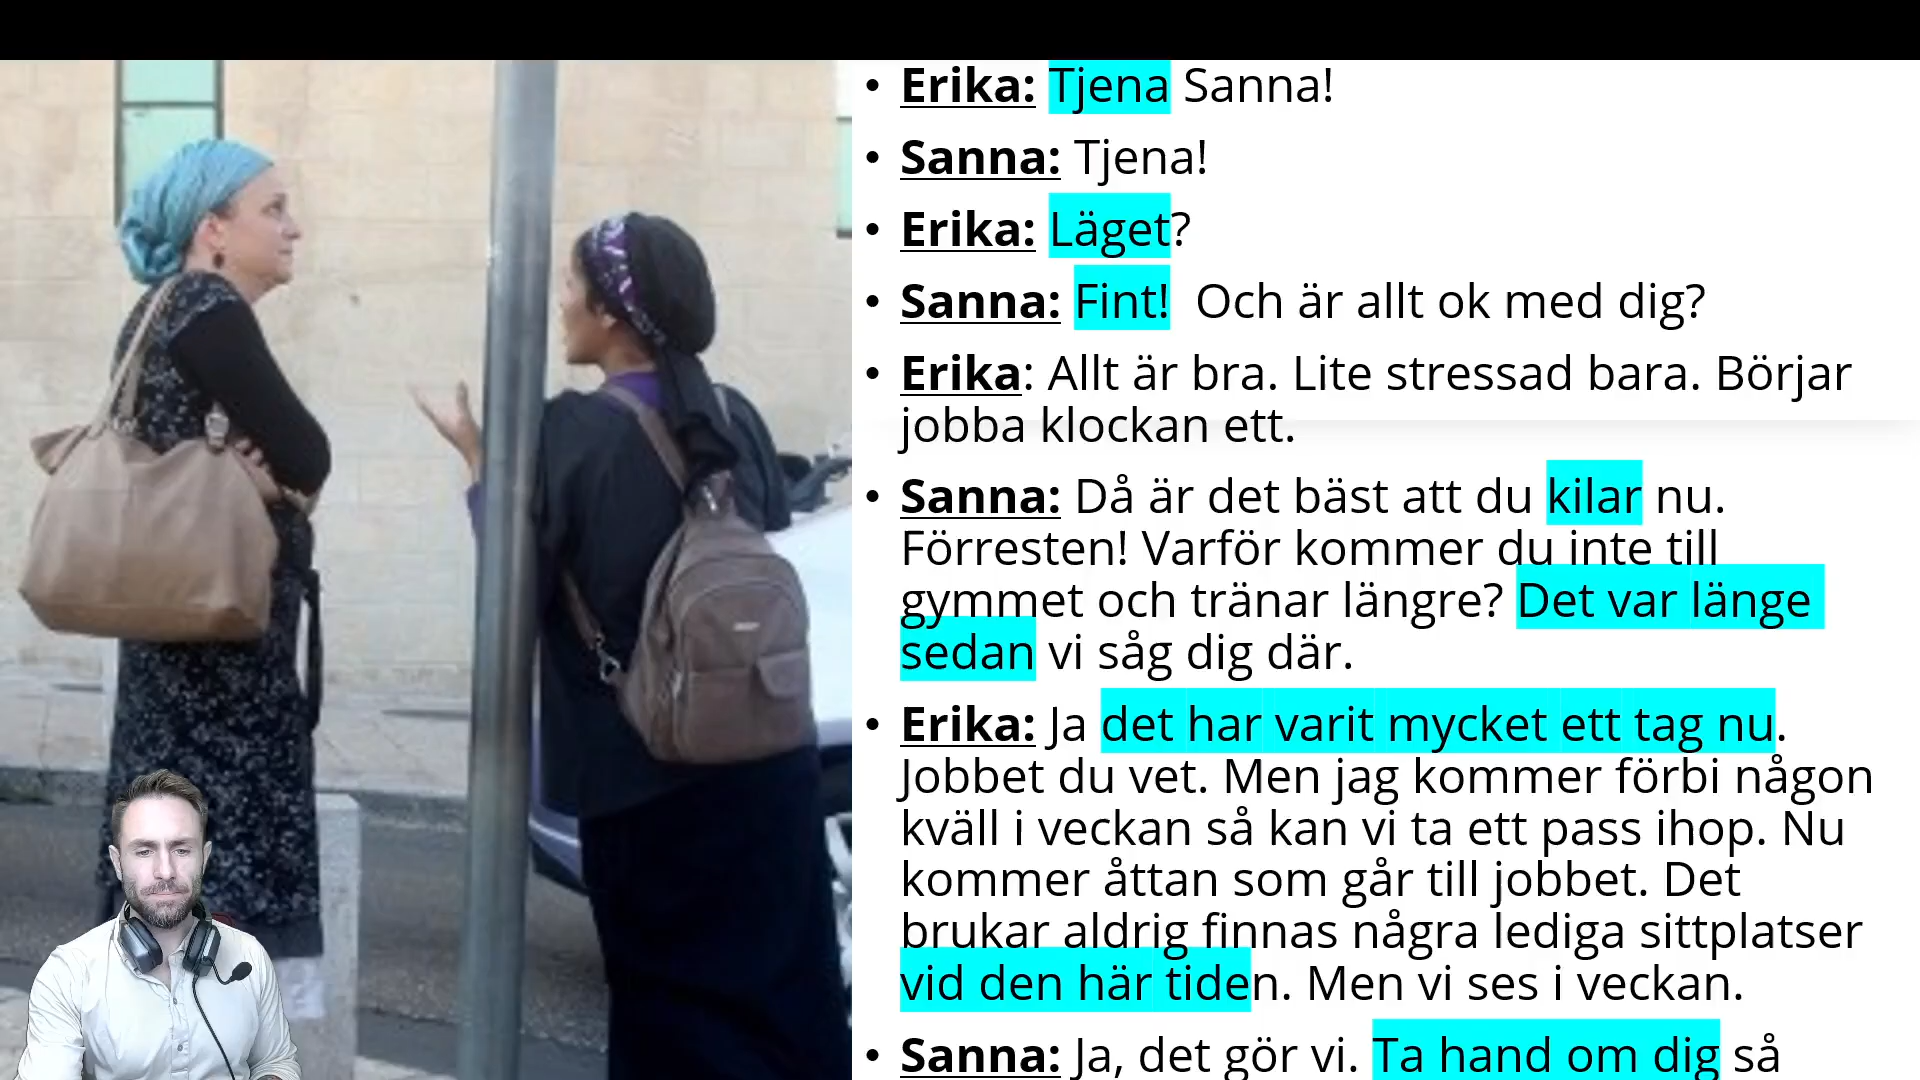 • Erika: Tjena Sanna!
• Sanna: Tjena!
• Erika: Läget?
• Sanna: Fint!  Och är allt ok med dig?
• Erika: Allt är bra. Lite stressad bara. Börjar
jobba klockan ett.
• Sanna: Då är det bäst att du kilar nu.
Förresten! Varför kommer du inte till
gymmet och tränar längre? Det var länge
sedan vi såg dig där.
• Erika: Ja det har varit mycket ett tag nu.
Jobbet du vet. Men jag kommer förbi någon
kväll i veckan så kan vi ta ett pass ihop. Nu
kommer åttan som går till jobbet. Det
brukar aldrig finnas några lediga sittplatser
vid den här tiden. Men vi ses i veckan.
• Sanna: Ja, det gör vi. Ta hand om dig så